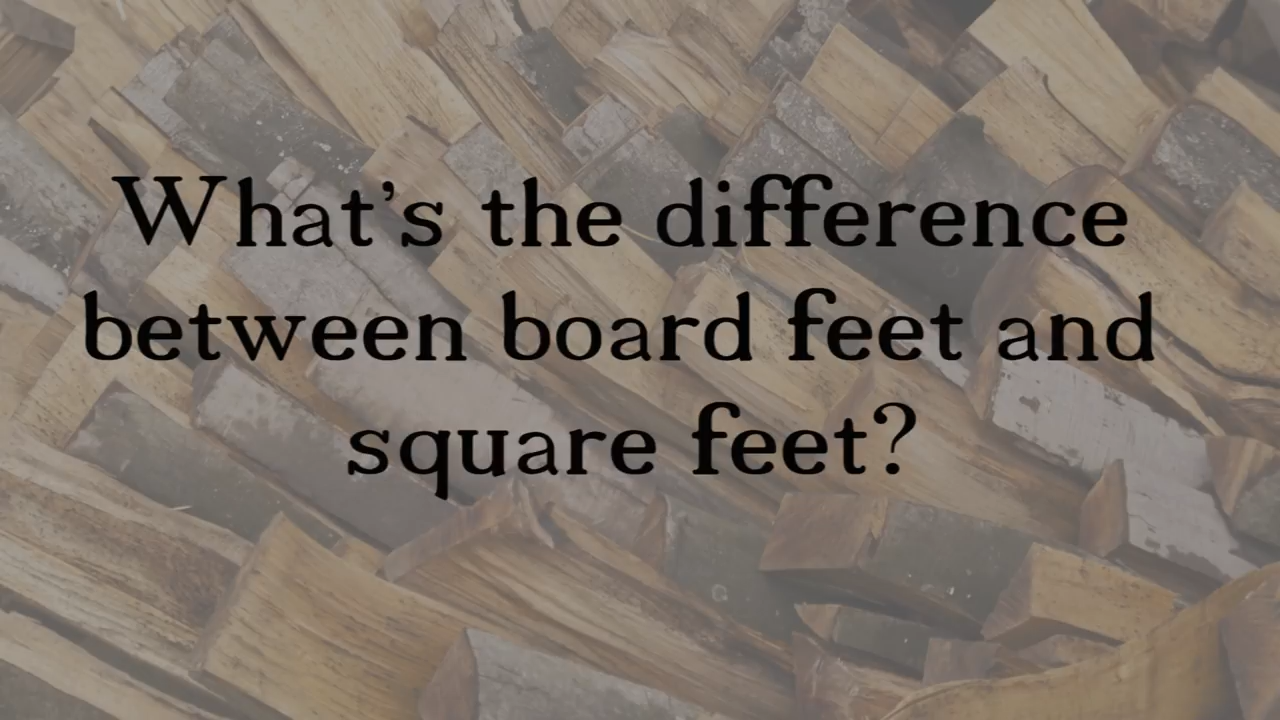 What’s the difference
between board feet and
square feet?